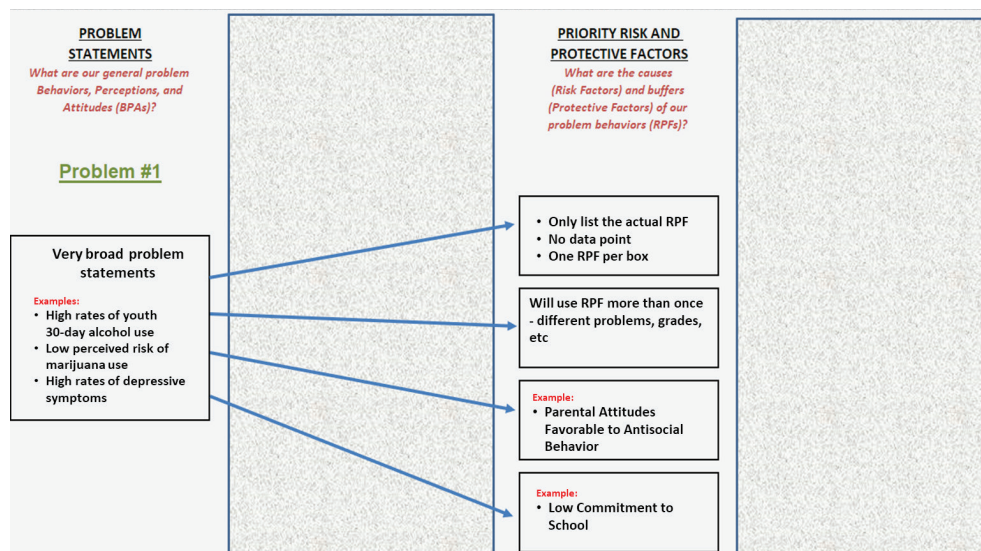 PROBLEM
STATEMENTS
What are our general problem
Behaviors, Perceptions, and
Attitudes (BPAs)?
Problem #1
Very broad problem
statements
Examples:
• High rates of youth
30-day alcohol use
• Low perceived risk of
marijuana use
• High rates of depressive
symptoms
PRIORITY RISK AND
PROTECTIVE FACTORS
What are the causes
(Risk Factors) and buffers
(Protective Factors) of our
problem behaviors (RPFs)?
• Only list the actual RPF
• No data point
• One RPF per box
Will use RPF more than once
- different problems, grades,
etc
Example:
• Parental Attitudes
Favorable to Antisocial
Behavior
Example:
• Low Commitment to
School